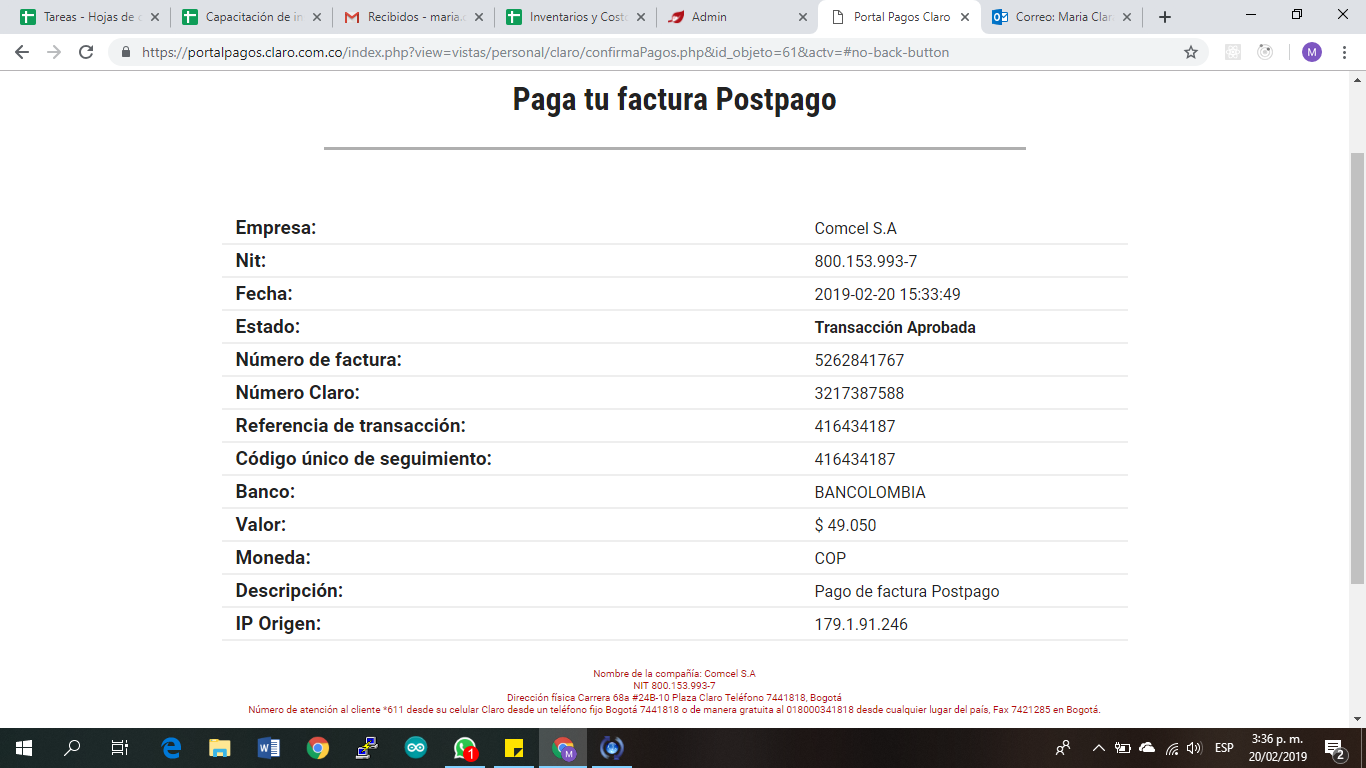 Tareas - Hojas de c
Capacitación de in
Recibidos - maria.c
Inventarios y Cost
Admin
Portal Pagos Claro
Correo: Maria Clar
https://portalpagos.claro.com.co/index.php?view=vistas/personal/claro/confirmaPagos.php&id_objeto=61&actv=#no-back-button
M
Paga tu factura Postpago
Empresa: Comcel S.A
Nit: 800.153.993-7
Fecha: 2019-02-20 15:33:49
Estado: Transacción Aprobada
Número de factura: 5262841767
Número Claro: 3217387588
Referencia de transacción: 416434187
Código único de seguimiento: 416434187
Banco: BANCOLOMBIA
Valor: $ 49.050
Moneda: COP
Descripción: Pago de factura Postpago
IP Origen: 179.1.91.246
Nombre de la compañía: Comcel S.A
NIT 800.153.993-7
Dirección física Carrera 68a #24B-10 Plaza Claro Teléfono 7441818, Bogotá
Número de atención al cliente *611 desde su celular Claro desde un teléfono fijo Bogotá 7441818 o de manera gratuita al 018000341818 desde cualquier lugar del país, Fax 7421285 en Bogotá.
1
M
ESP
3:36 p. m.
20/02/2019
2